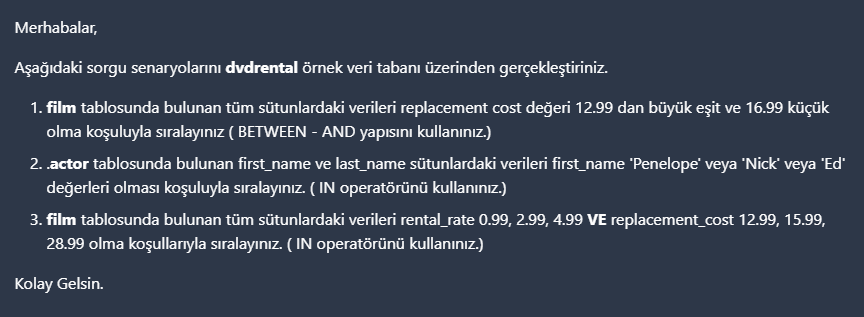 Merhabalar,
Aşağıdaki sorgu senaryolarını dvdrental örnek veri tabanı üzerinden gerçekleştiriniz.
1. film tablosunda bulunan tüm sütunlardaki verileri replacement cost değeri 12.99 dan büyük eşit ve 16.99 küçük
olma koşuluyla sıralayınız ( BETWEEN - AND yapısını kullanınız.)
2. .actor tablosunda bulunan first_name ve last_name sütunlardaki verileri first_name 'Penelope' veya 'Nick' veya 'Ed'
değerleri olması koşuluyla sıralayınız. ( IN operatörünü kullanınız.)
3. film tablosunda bulunan tüm sütunlardaki verileri rental_rate 0.99, 2.99, 4.99 VE replacement_cost 12.99, 15.99,
28.99 olma koşullarıyla sıralayınız. ( IN operatörünü kullanınız.)
Kolay Gelsin.